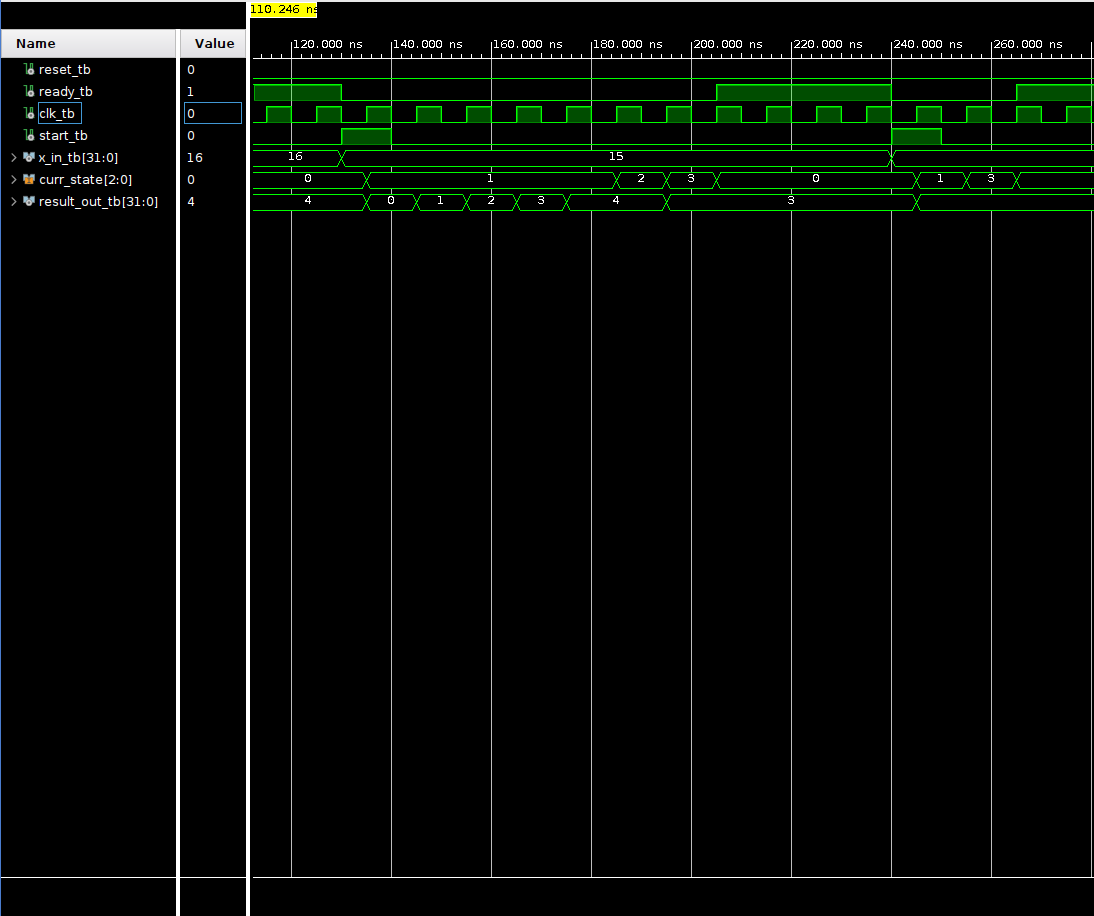 110.246 ns
Name Value
120.000 ns 140.000 ns 160.000 ns 180.000 ns 200.000 ns 220.000 ns 240.000 ns 260.000 ns
reset_tb 0
ready_tb 1
clk_tb 0
start_tb 0
x_in_tb[31:0] 16 16 15
curr_state[2:0] 0 0 1 2 3 0 1 3
result_out_tb[31:0] 4 4 0 1 2 3 4 3